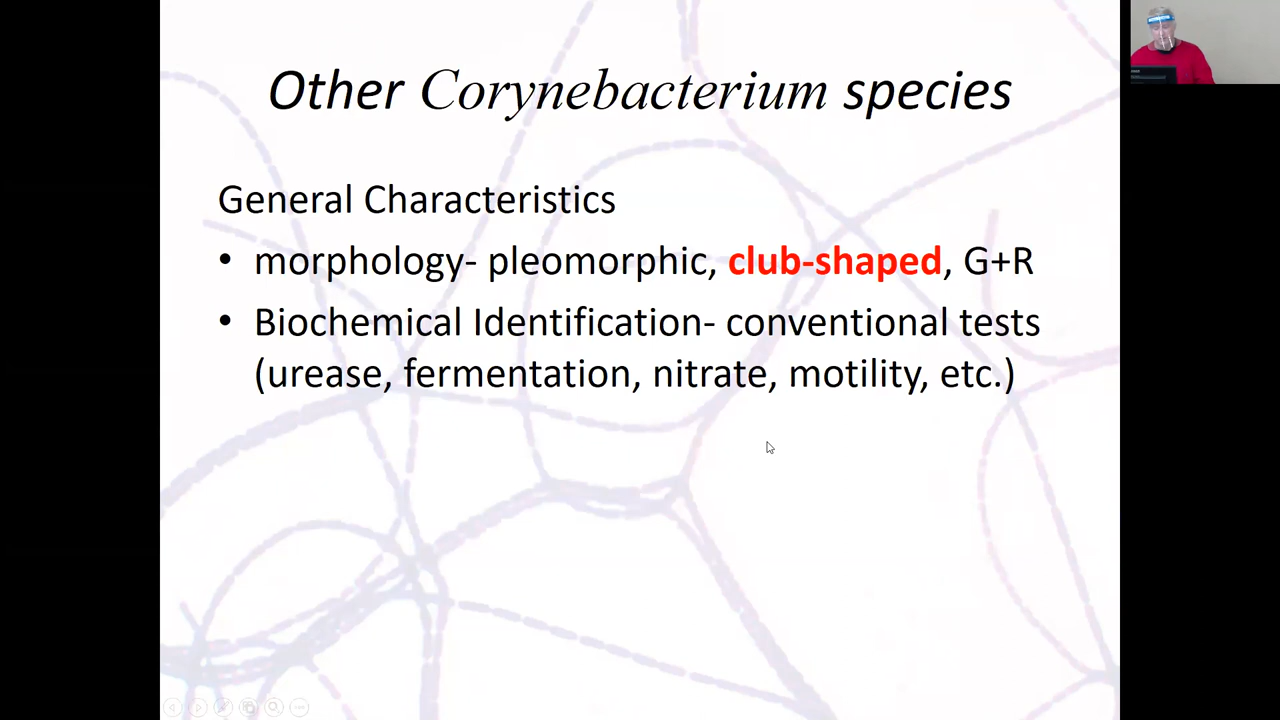 Other Corynebacterium species
General Characteristics
• morphology- pleomorphic, club-shaped, G+R
• Biochemical Identification- conventional tests
(urease, fermentation, nitrate, motility, etc.)